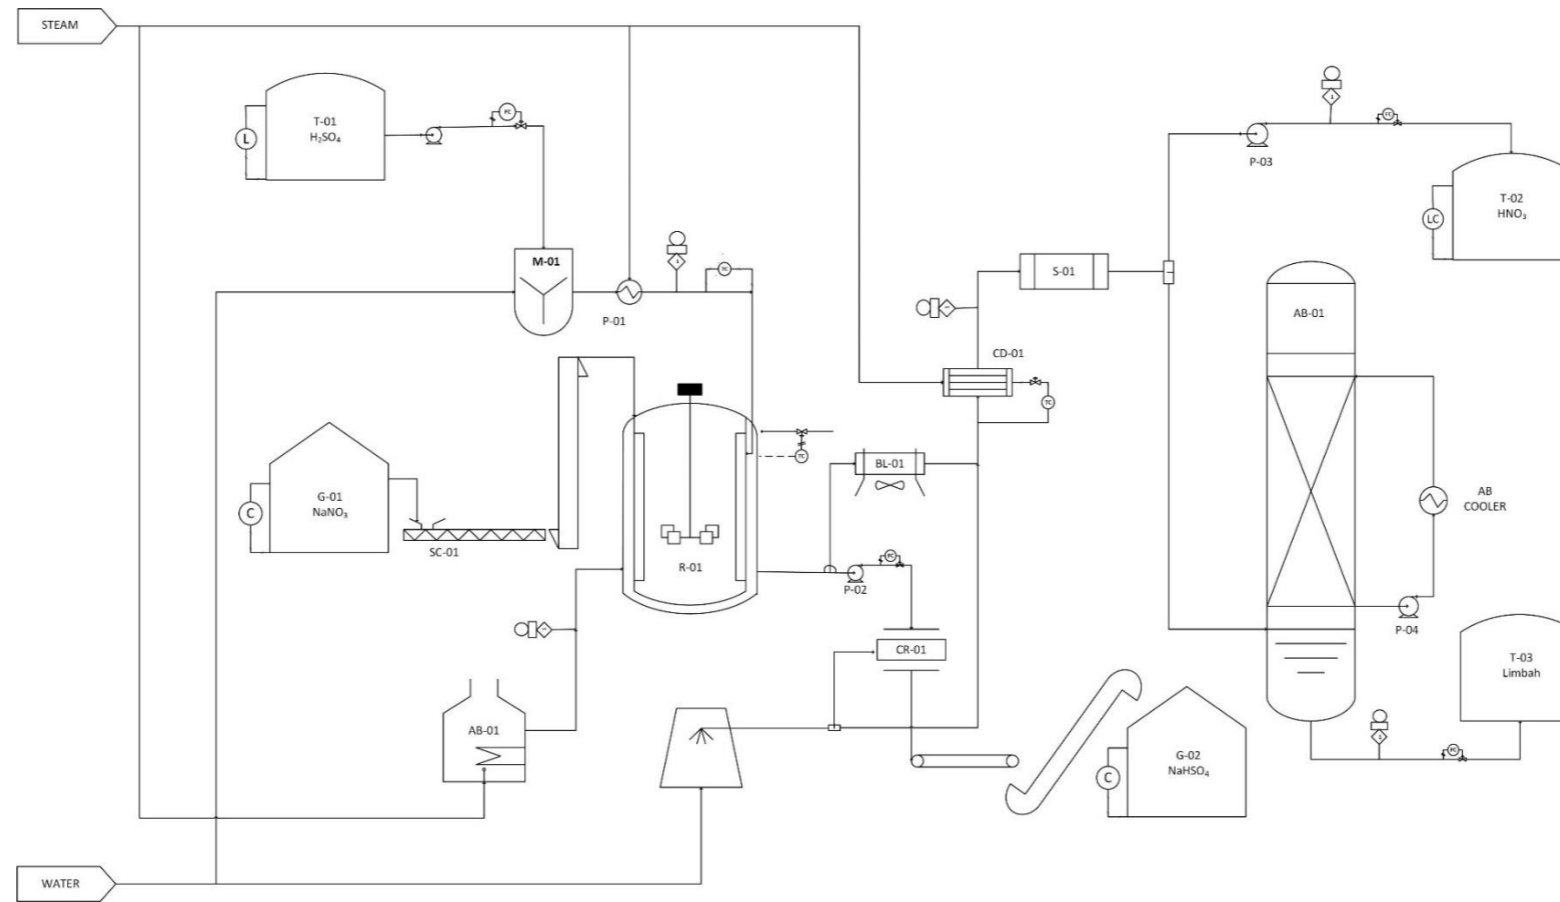 STEAM
T-01
H₂SO₄
L
FC
P-03
FC
T-02
HNO₃
LC
M-01
TC
P-01
S-01
AB-01
CD-01
TC
G-01
NaNO₃
C
SC-01
TC
BL-01
R-01
P-02
FC
AB
COOLER
P-04
CR-01
T-03
Limbah
AB-01
G-02
NaHSO₄
C
FC
WATER